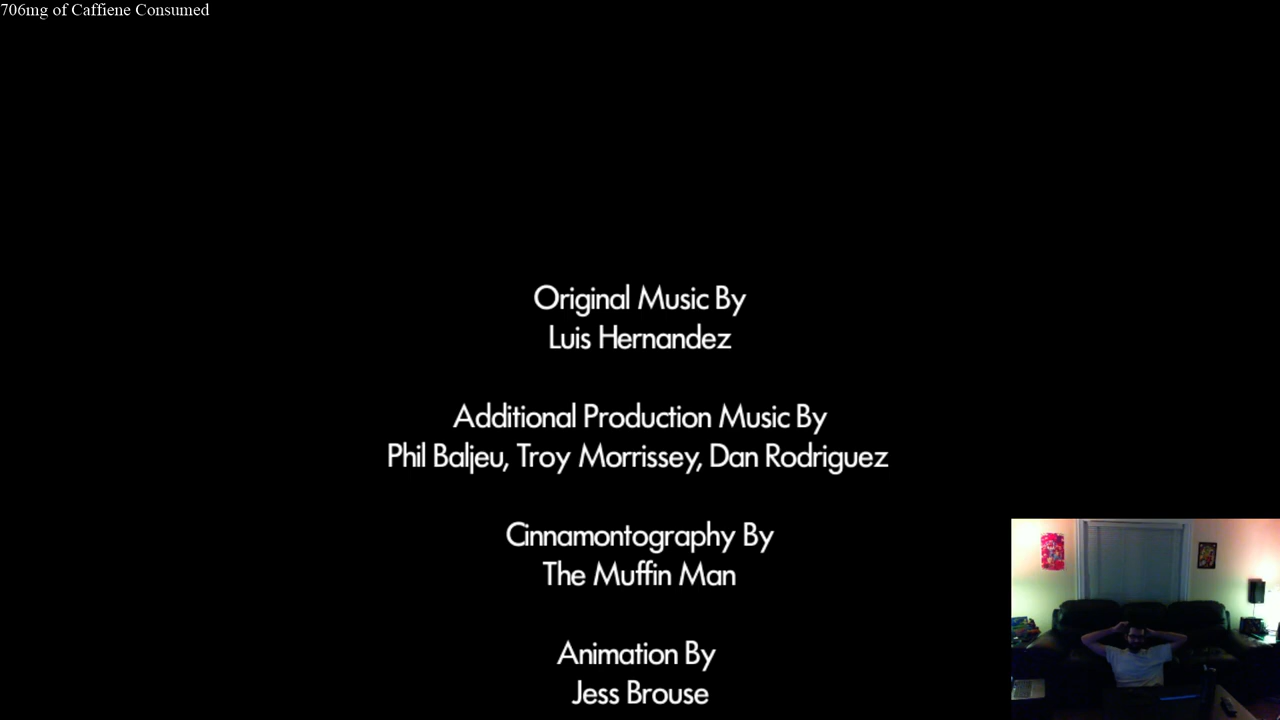 706mg of Caffiene Consumed
Original Music By
Luis Hernandez
Additional Production Music By
Phil Baljeu, Troy Morrissey, Dan Rodriguez
Cinnamontography By
The Muffin Man
Animation By
Jess Brouse